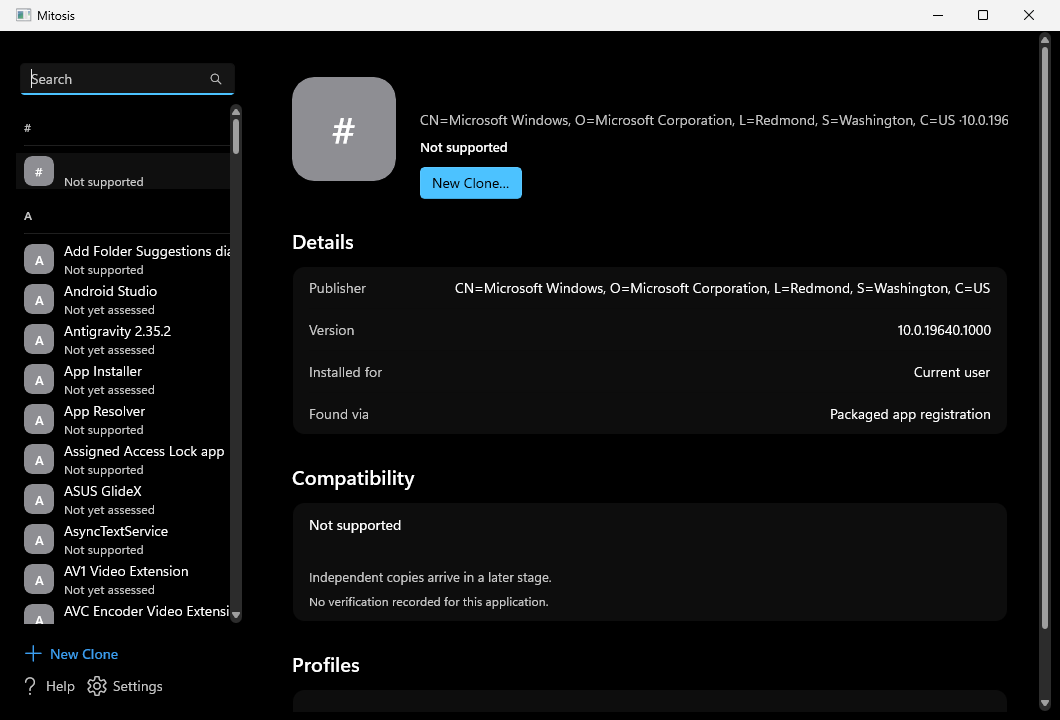 Mitosis
Search
#
#
Not supported
A
A
Add Folder Suggestions dia
Not supported
A
Android Studio
Not yet assessed
A
Antigravity 2.35.2
Not yet assessed
A
App Installer
Not yet assessed
A
App Resolver
Not supported
A
Assigned Access Lock app
Not supported
A
ASUS GlideX
Not yet assessed
A
AsyncTextService
Not supported
A
AV1 Video Extension
Not yet assessed
A
AVC Encoder Video Extensi
New Clone
? Help
Settings
#
CN=Microsoft Windows, O=Microsoft Corporation, L=Redmond, S=Washington, C=US ·10.0.196
Not supported
New Clone...
Details
Publisher CN=Microsoft Windows, O=Microsoft Corporation, L=Redmond, S=Washington, C=US
Version 10.0.19640.1000
Installed for Current user
Found via Packaged app registration
Compatibility
Not supported
Independent copies arrive in a later stage.
No verification recorded for this application.
Profiles